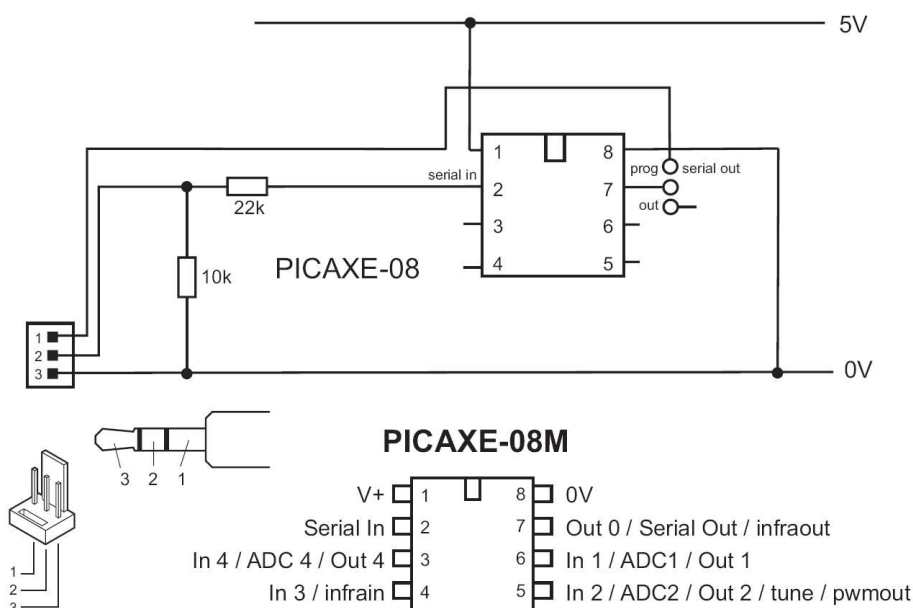 5V
1 8
prog serial out
serial in
2 7
22k
out
3 6
10k
PICAXE-08
4 5
1
2
3
0V
3 2 1
PICAXE-08M
V+ 1 8 0V
Serial In 2 7 Out 0 / Serial Out / infraout
In 4 / ADC 4 / Out 4 3 6 In 1 / ADC1 / Out 1
In 3 / infrain 4 5 In 2 / ADC2 / Out 2 / tune / pwmout
1
2
3